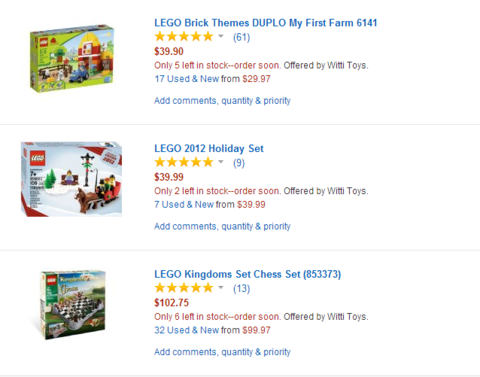 LEGO Brick Themes DUPLO My First Farm 6141
(61)
$39.90
Only 5 left in stock--order soon. Offered by Witti Toys.
17 Used & New from $29.97
Add comments, quantity & priority
LEGO
7+
LEGO 2012 Holiday Set
(9)
$39.99
Only 2 left in stock--order soon. Offered by Witti Toys.
7 Used & New from $39.99
Add comments, quantity & priority
Kingdoms
Chess
LEGO Kingdoms Set Chess Set (853373)
(13)
$102.75
Only 6 left in stock--order soon. Offered by Witti Toys.
32 Used & New from $99.97
Add comments, quantity & priority